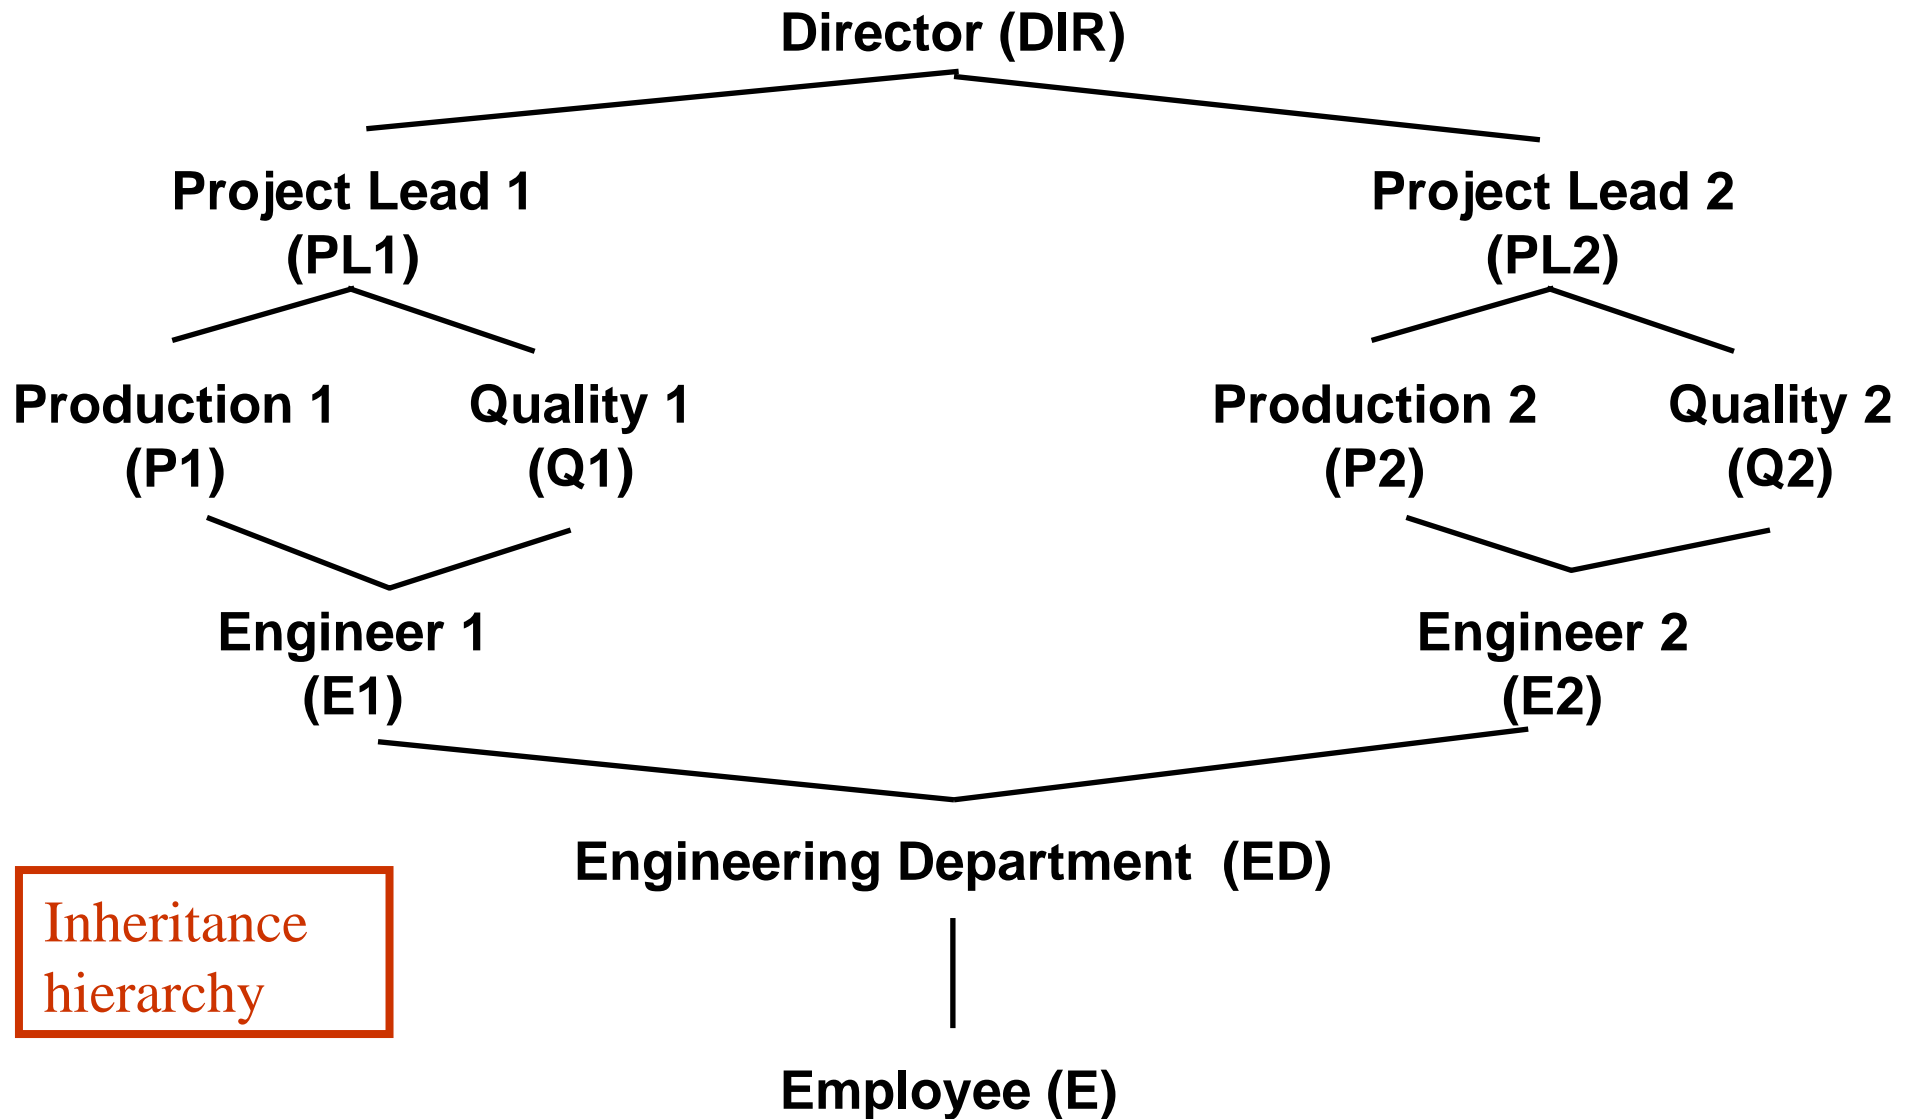 Director (DIR)
Project Lead 1
(PL1)
Project Lead 2
(PL2)
Production 1
(P1)
Quality 1
(Q1)
Production 2
(P2)
Quality 2
(Q2)
Engineer 1
(E1)
Engineer 2
(E2)
Engineering Department (ED)
Inheritance
hierarchy
Employee (E)